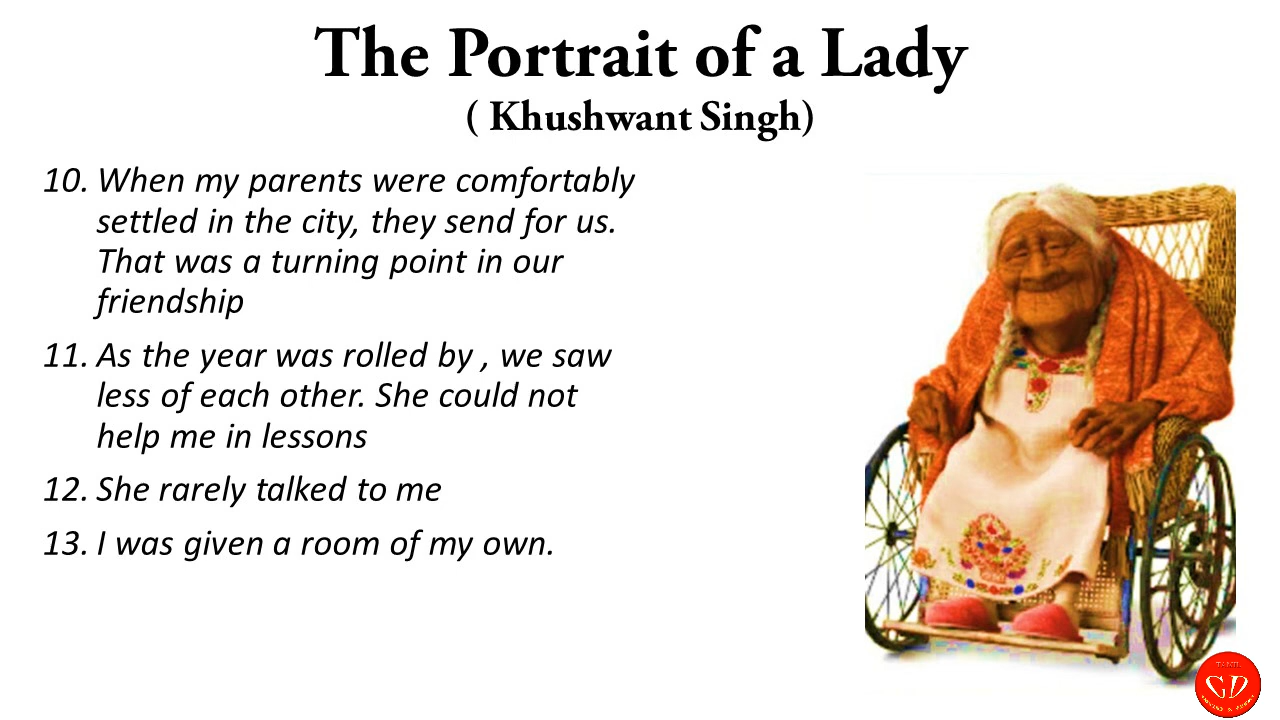 The Portrait of a Lady
( Khushwant Singh)
10. When my parents were comfortably
settled in the city, they send for us.
That was a turning point in our
friendship
11. As the year was rolled by , we saw
less of each other. She could not
help me in lessons
12. She rarely talked to me
13. I was given a room of my own.
TAMIL
GD